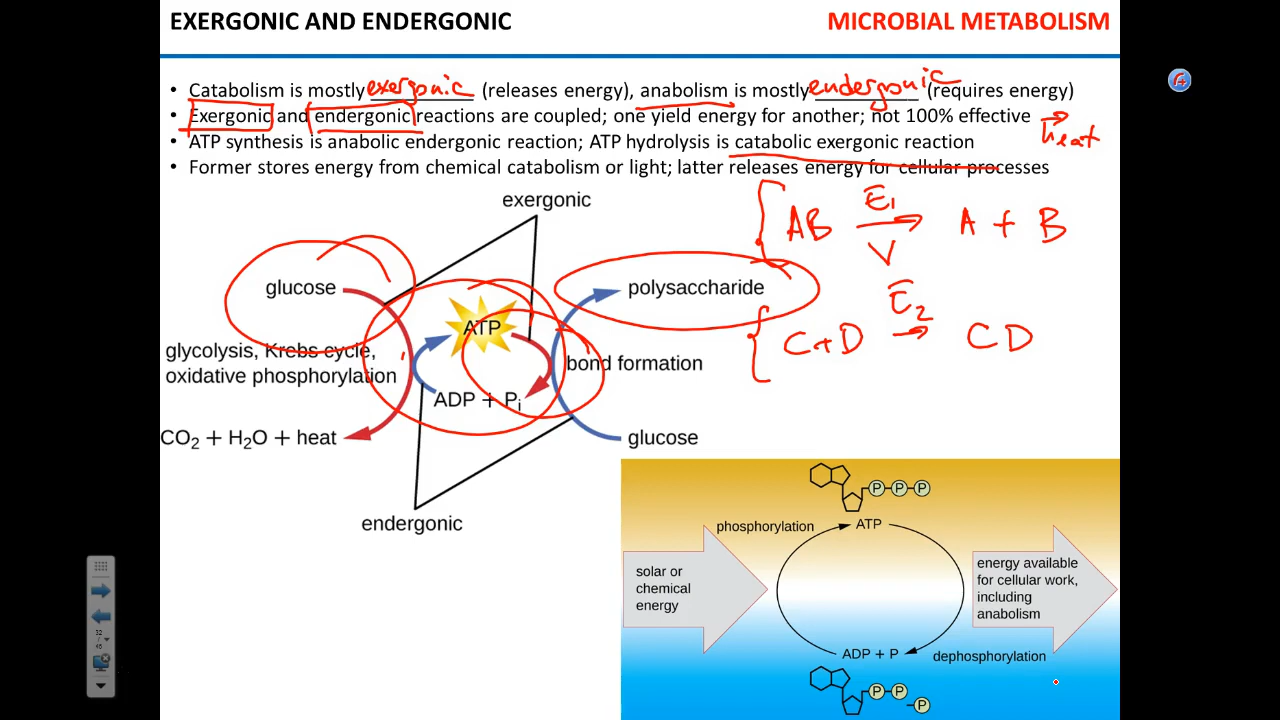 EXERGONIC AND ENDERGONIC
MICROBIAL METABOLISM
• Catabolism is mostly exergonic (releases energy), anabolism is mostly endergonic (requires energy)
• Exergonic and endergonic reactions are coupled; one yield energy for another; not 100% effective
heat
• ATP synthesis is anabolic endergonic reaction; ATP hydrolysis is catabolic exergonic reaction
• Former stores energy from chemical catabolism or light; latter releases energy for cellular processes
exergonic
AB E1 → V A + B
glucose
polysaccharide
ATP
E2
C+D → CD
glycolysis, Krebs cycle,
oxidative phosphorylation
bond formation
ADP + Pi
CO2 + H2O + heat
glucose
endergonic
P P P
phosphorylation
ATP
solar or
chemical
energy
energy available
for cellular work,
including
anabolism
ADP + P
dephosphorylation
P P P
12
/
45